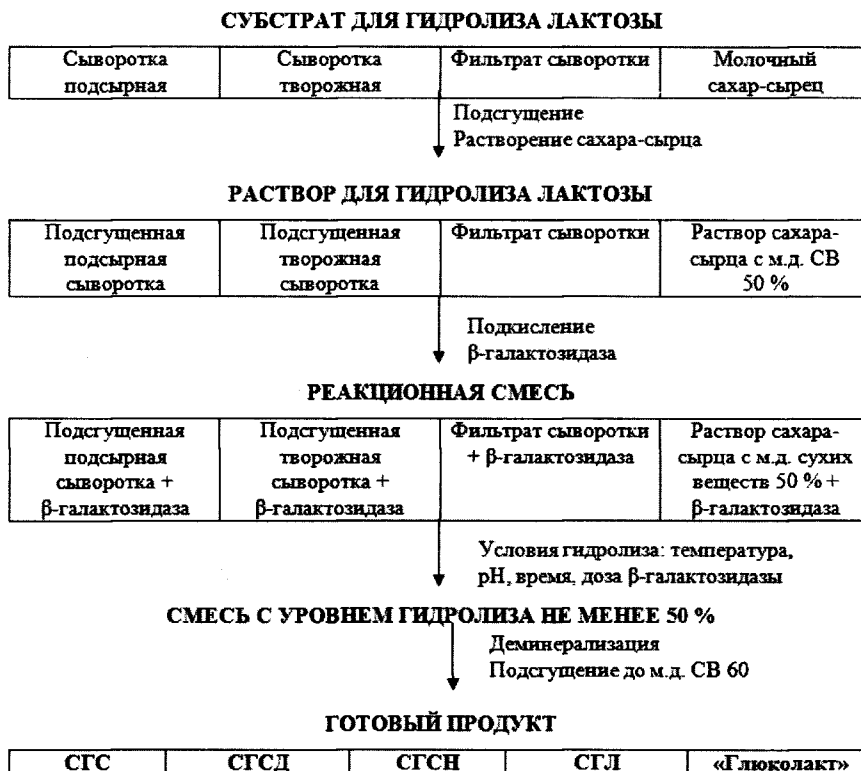 СУБСТРАТ ДЛЯ ГИДРОЛИЗА ЛАКТОЗЫ
Сыворотка подсырная
Сыворотка творожная
Фильтрат сыворотки
Молочный сахар-сырец
Подсгущение
Растворение сахара-сырца
РАСТВОР ДЛЯ ГИДРОЛИЗА ЛАКТОЗЫ
Подсгущенная
подсырная
сыворотка
Подсгущенная
творожная
сыворотка
Фильтрат сыворотки
Раствор сахара-
сырца с м.д. СВ
50 %
Подкисление
β-галактозидаза
РЕАКЦИОННАЯ СМЕСЬ
Подсгущенная
подсырная
сыворотка +
β-галактозидаза
Подсгущенная
творожная
сыворотка +
β-галактозидаза
Фильтрат сыворотки
+ β-галактозидаза
Раствор сахара-
сырца с м.д. сухих
веществ 50 % +
β-галактозидаза
Условия гидролиза: температура,
pH, время, доза β-галактозидазы
СМЕСЬ С УРОВНЕМ ГИДРОЛИЗА НЕ МЕНЕЕ 50 %
Деминерализация
Подсгущение до м.д. СВ 60
ГОТОВЫЙ ПРОДУКТ
СГС
СГСД
СГСН
СГЛ
«Глюколакт»